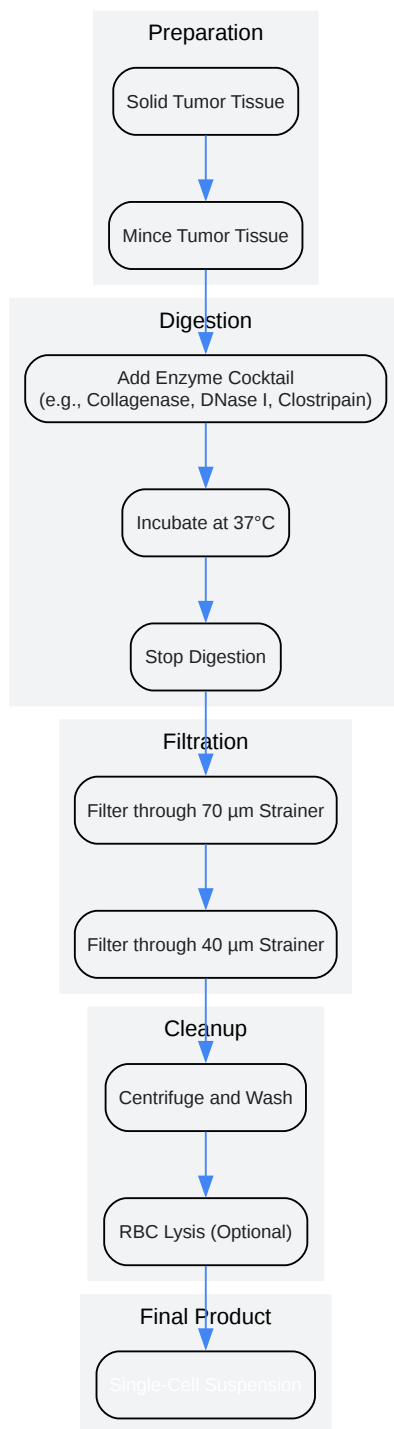 Preparation
Solid Tumor Tissue
Mince Tumor Tissue
Digestion
Add Enzyme Cocktail
(e.g., Collagenase, DNase I, Clostripain)
Incubate at 37°C
Stop Digestion
Filtration
Filter through 70 µm Strainer
Filter through 40 µm Strainer
Cleanup
Centrifuge and Wash
RBC Lysis (Optional)
Final Product
Single-Cell Suspension